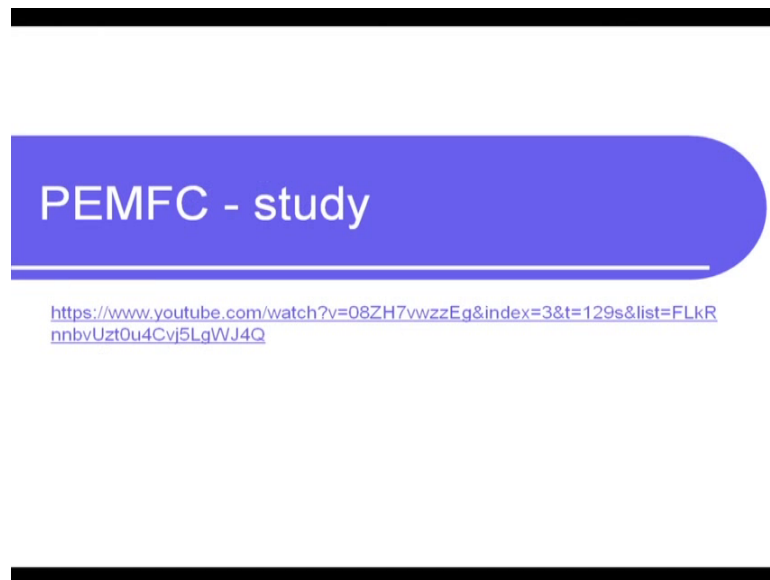 PEMFC - study
https://www.youtube.com/watch?v=08ZH7vwzzEg&index=3&t=129s&list=FLkR
nnbvUzt0u4Cvj5LgWJ4Q